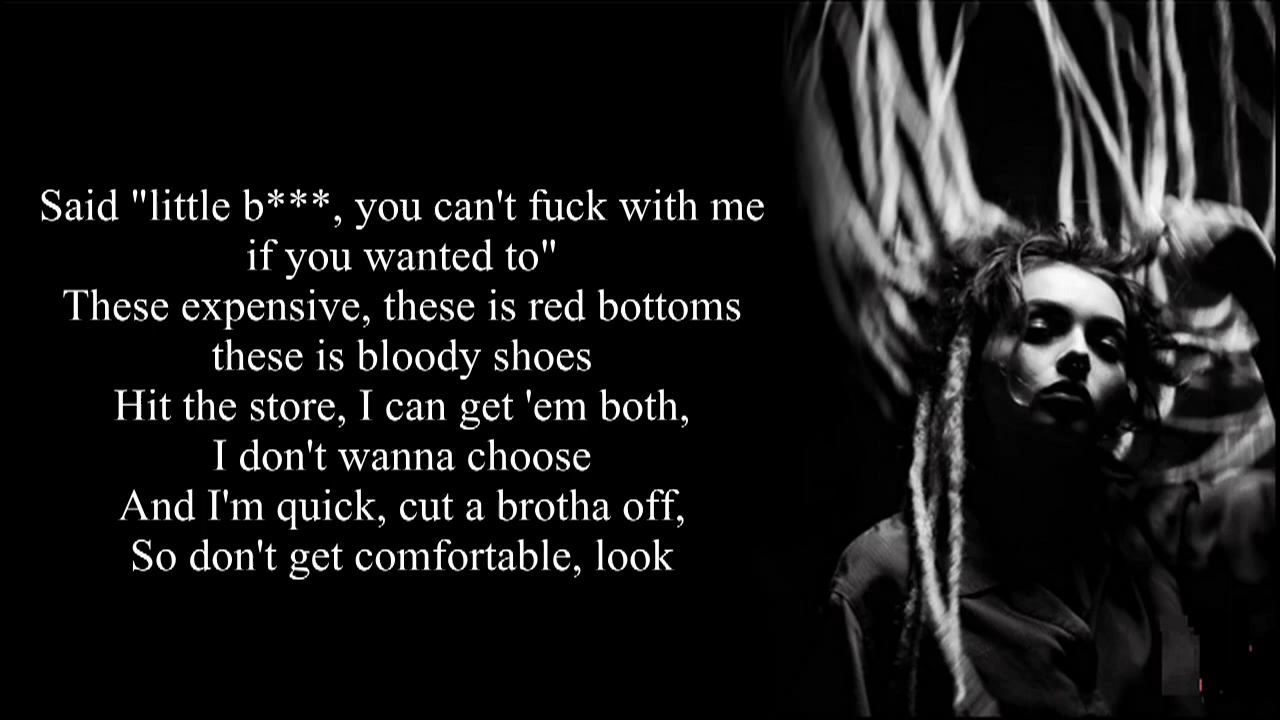 Said "little b***, you can't fuck with me
if you wanted to"
These expensive, these is red bottoms
these is bloody shoes
Hit the store, I can get 'em both,
I don't wanna choose
And I'm quick, cut a brotha off,
So don't get comfortable, look